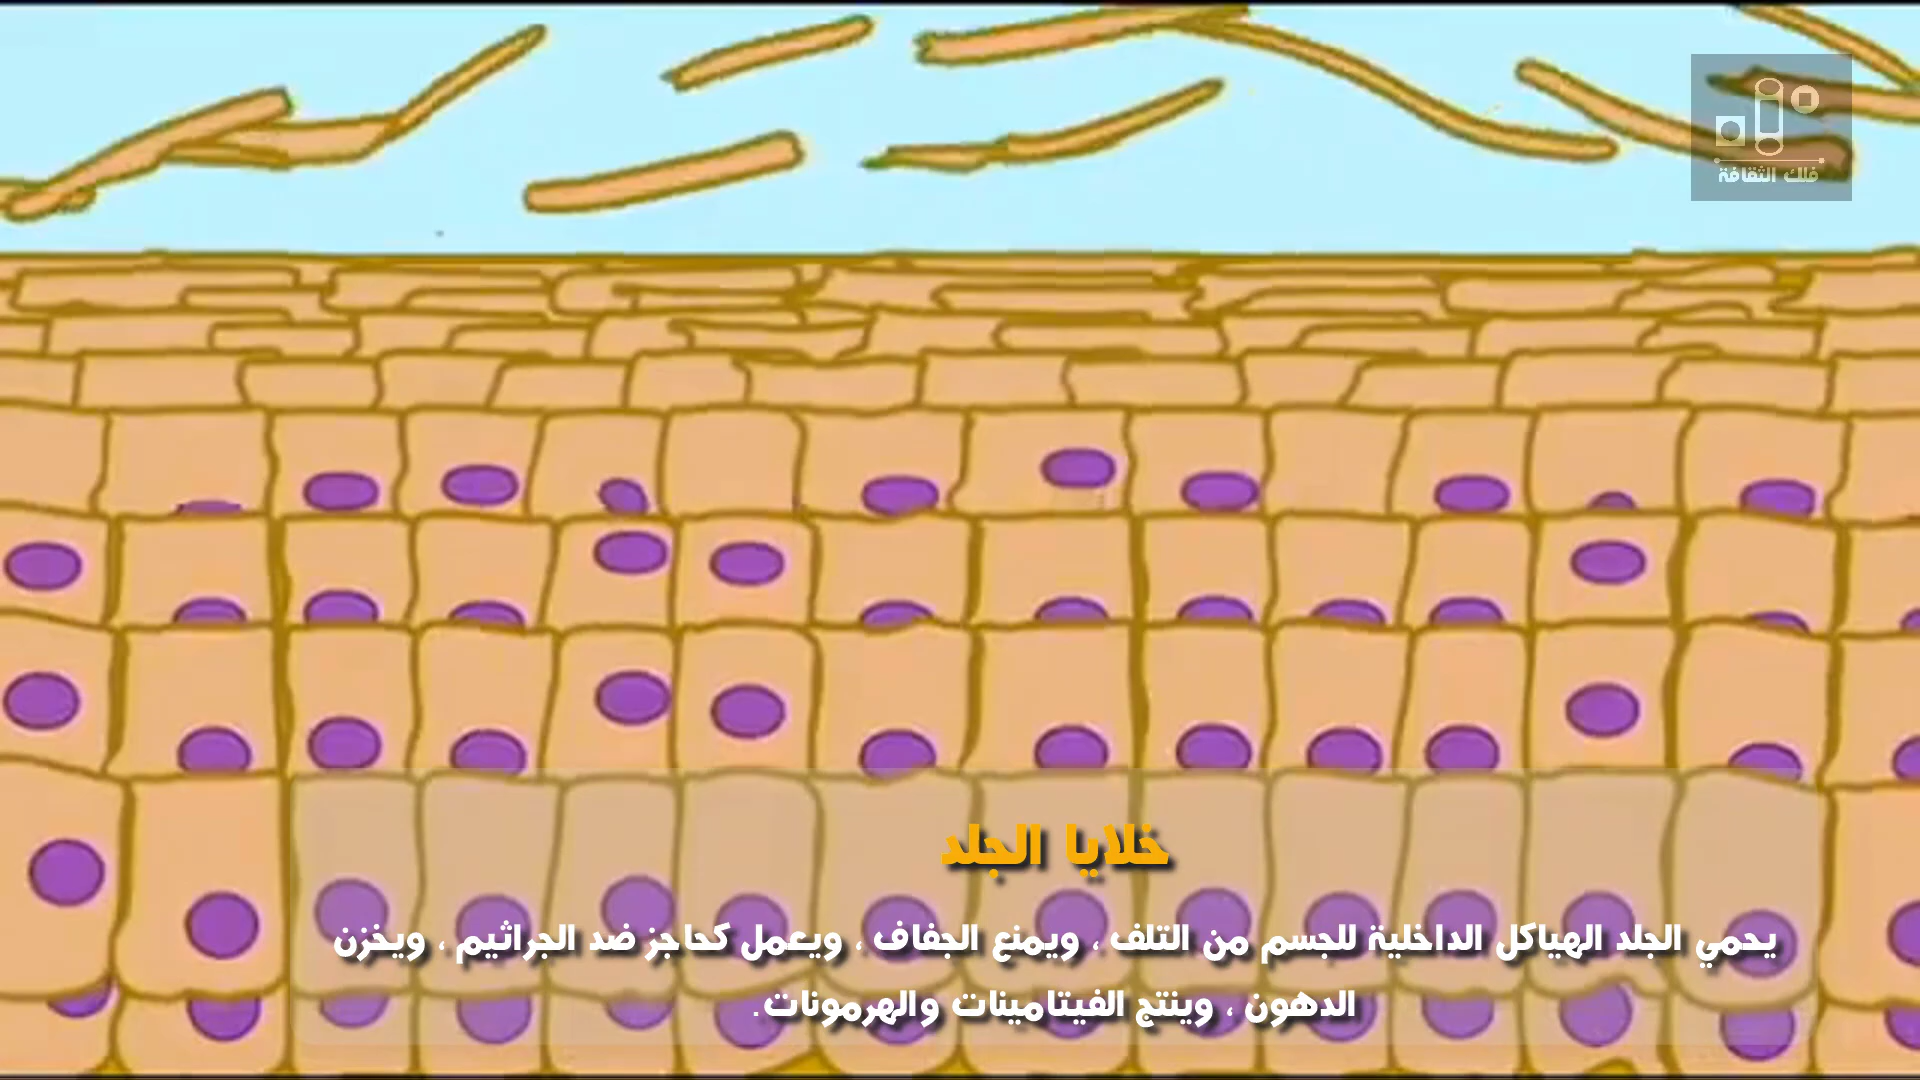 فلك الثقافة
خلايا الجلد
يحمي الجلد الهياكل الداخلية للجسم من التلف ، ويمنع الجفاف ، ويعمل كحاجز ضد الجراثيم ، ويخزن
الدهون ، وينتج الفيتامينات والهرمونات.